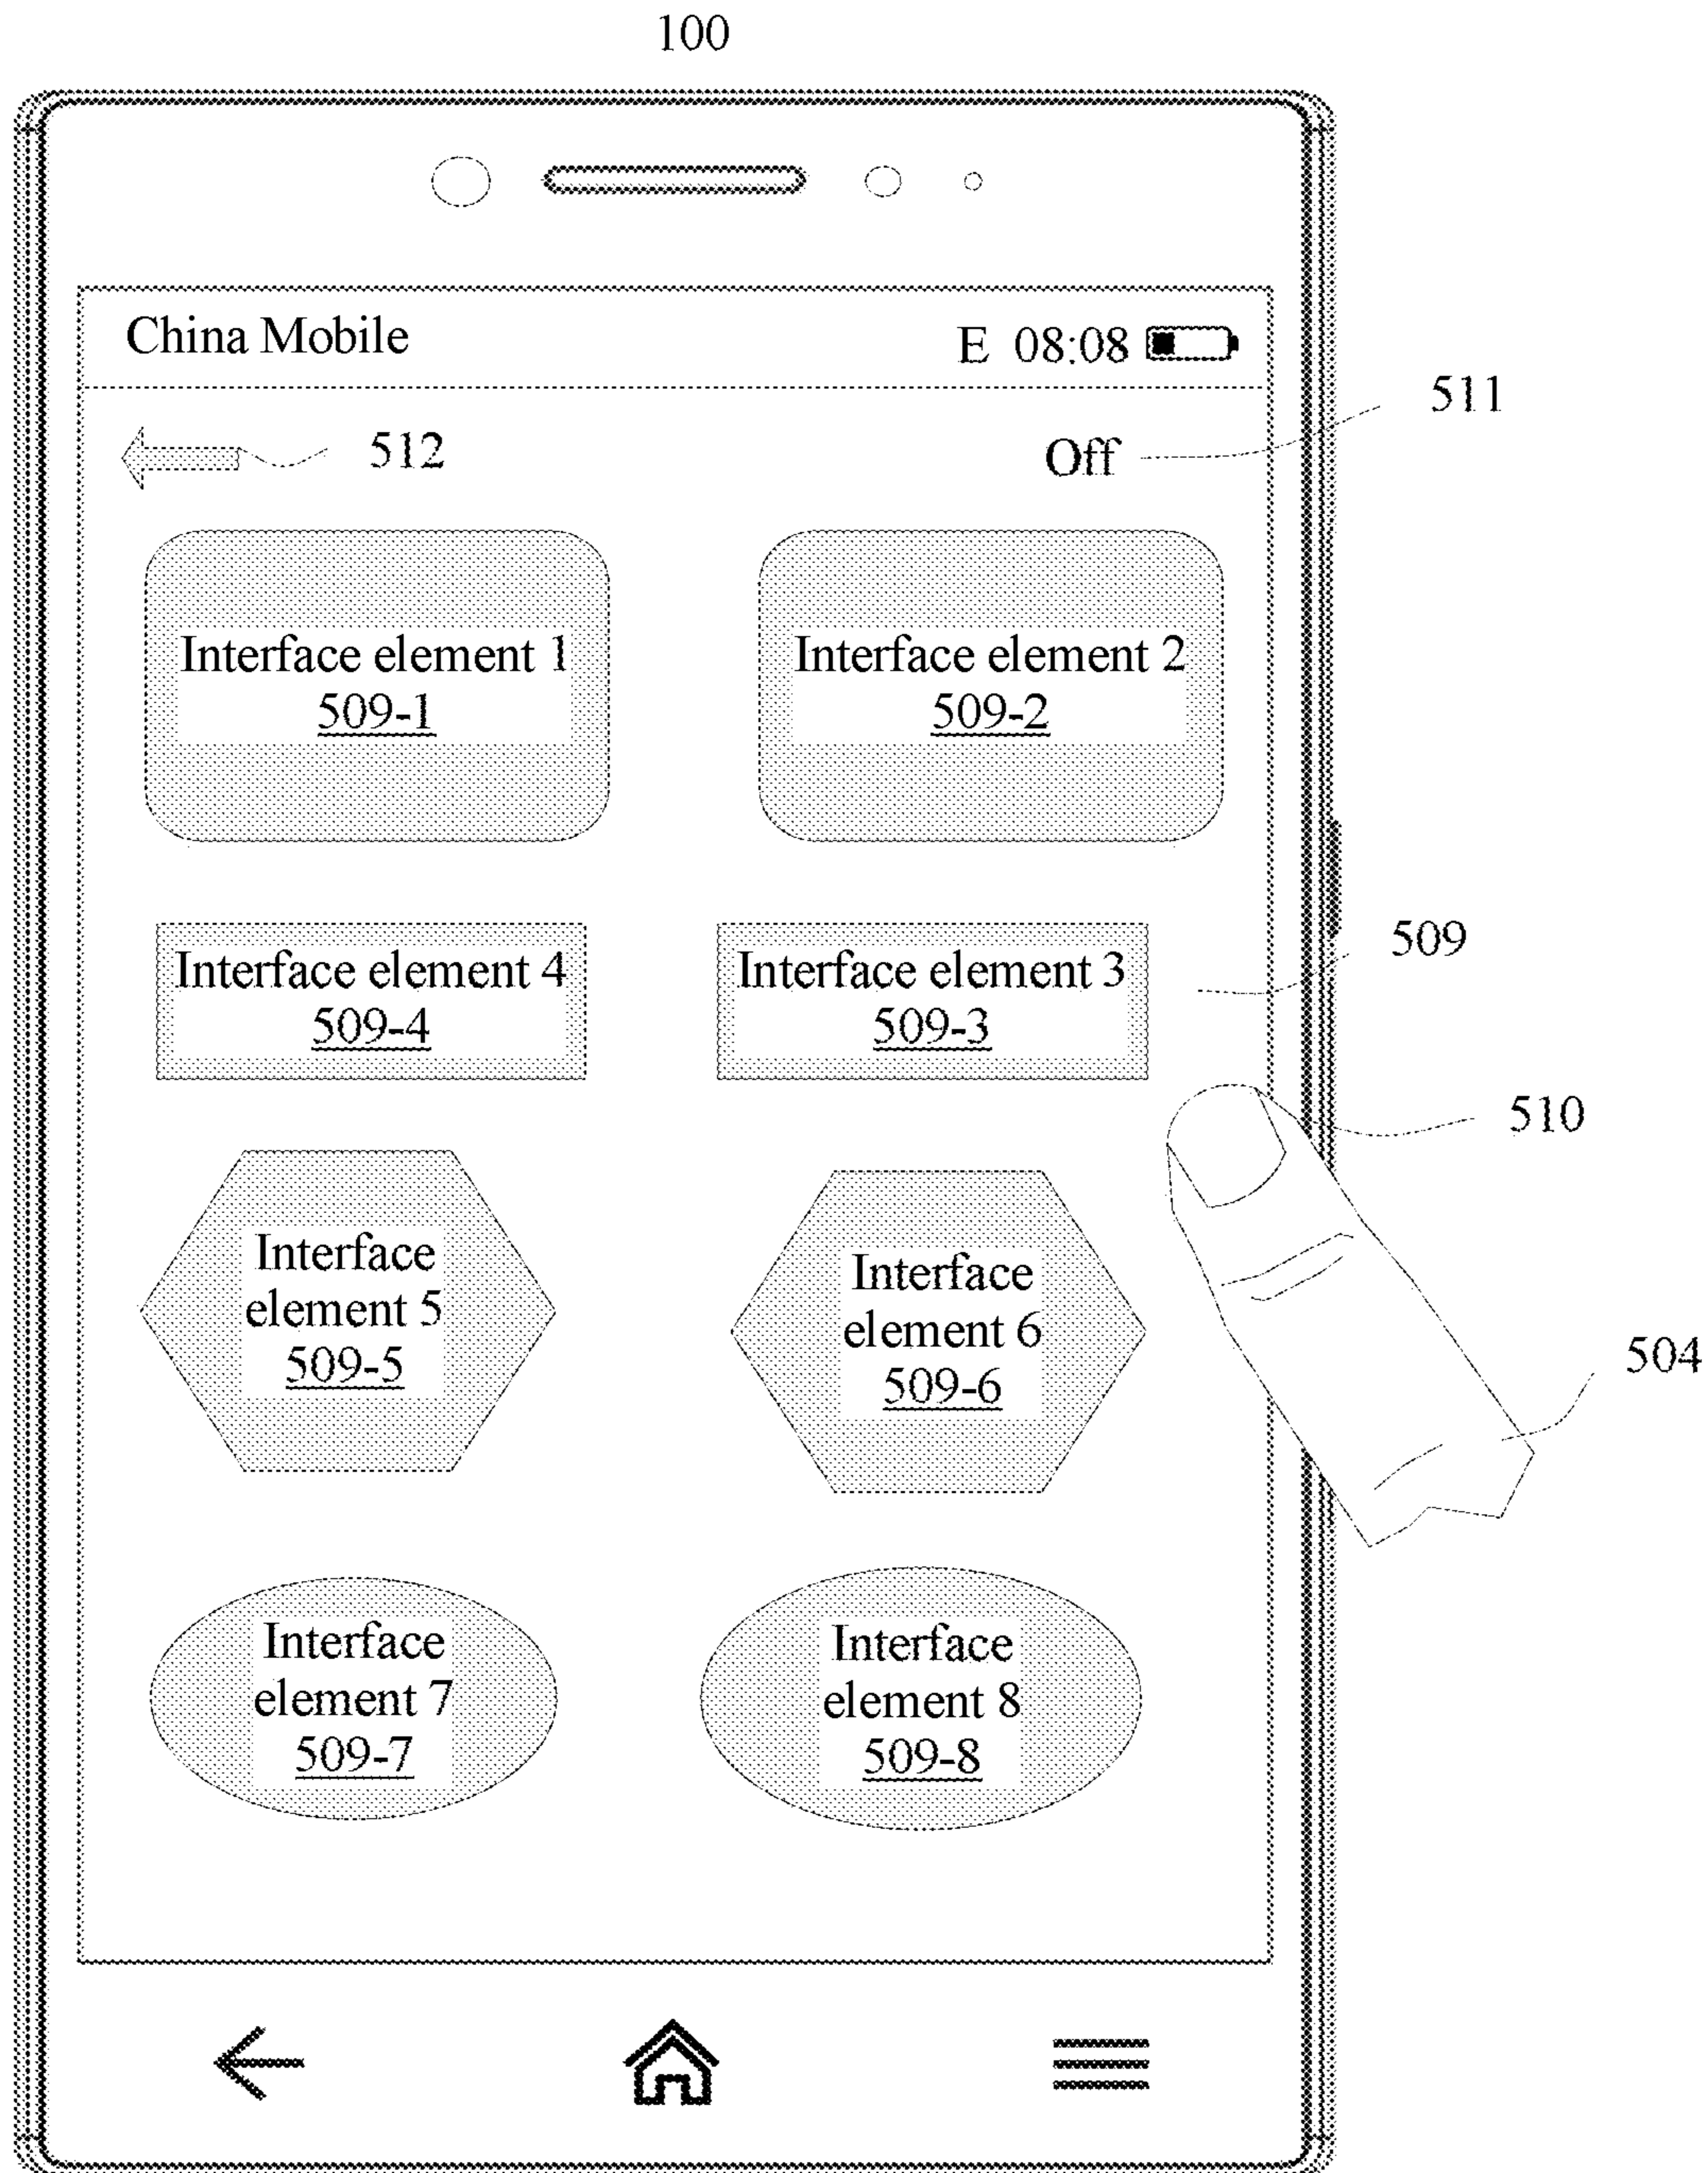 100
China Mobile E 08:08
511
512 Off
Interface element 1 Interface element 2
509-1 509-2
509
Interface element 4 Interface element 3
509-4 509-3
510
Interface
element 5
509-5
Interface
element 6
509-6
504
Interface
element 7
509-7
Interface
element 8
509-8